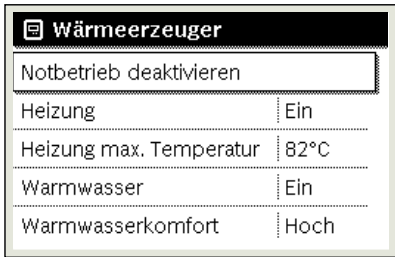 Wärmeerzeuger
Notbetrieb deaktivieren
Heizung Ein
Heizung max. Temperatur 82°C
Warmwasser Ein
Warmwasserkomfort Hoch